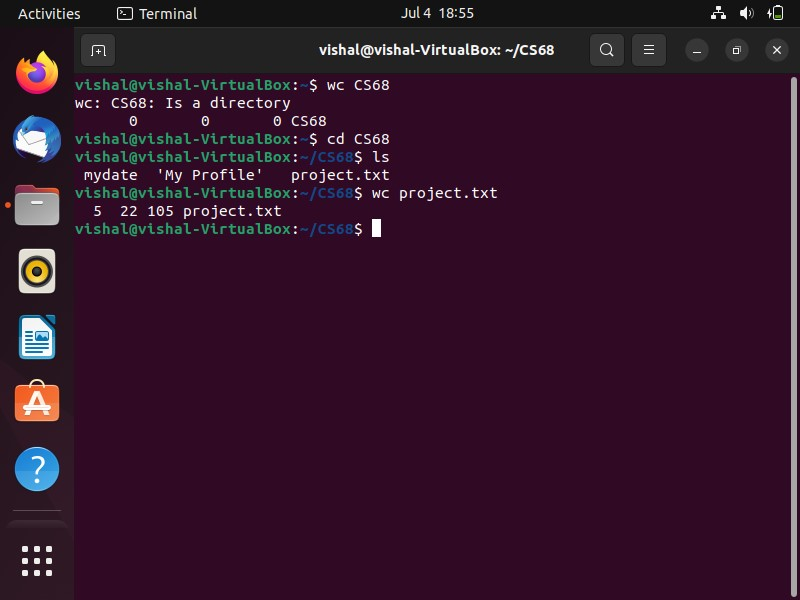 Activities Terminal Jul 4 18:55
vishal@vishal-VirtualBox: ~/CS68
vishal@vishal-VirtualBox:~$ wc CS68
wc: CS68: Is a directory
      0       0       0 CS68
vishal@vishal-VirtualBox:~$ cd CS68
vishal@vishal-VirtualBox:~/CS68$ ls
 mydate  'My Profile'   project.txt
vishal@vishal-VirtualBox:~/CS68$ wc project.txt
  5  22 105 project.txt
vishal@vishal-VirtualBox:~/CS68$